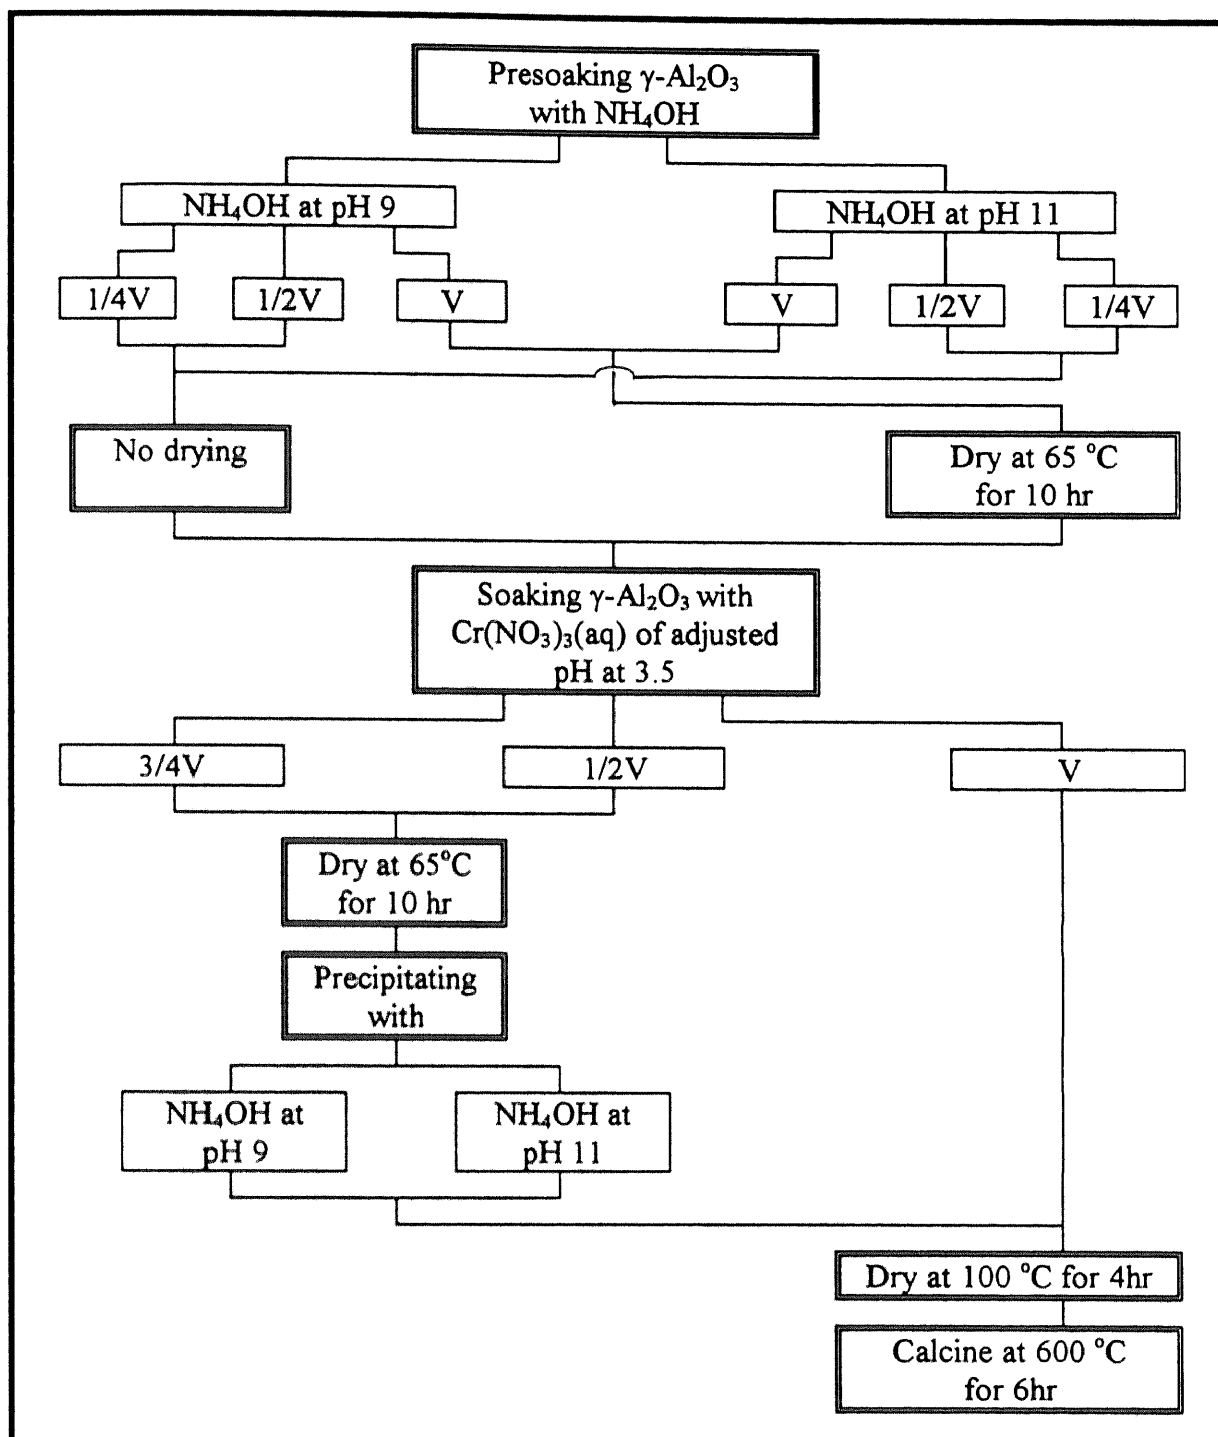 Presoaking γ-Al₂O₃
with NH₄OH
NH₄OH at pH 9
NH₄OH at pH 11
1/4V
1/2V
V
V
1/2V
1/4V
No drying
Dry at 65 °C
for 10 hr
Soaking γ-Al₂O₃ with
Cr(NO₃)₃(aq) of adjusted
pH at 3.5
3/4V
1/2V
V
Dry at 65°C
for 10 hr
Precipitating
with
NH₄OH at
pH 9
NH₄OH at
pH 11
Dry at 100 °C for 4hr
Calcine at 600 °C
for 6hr